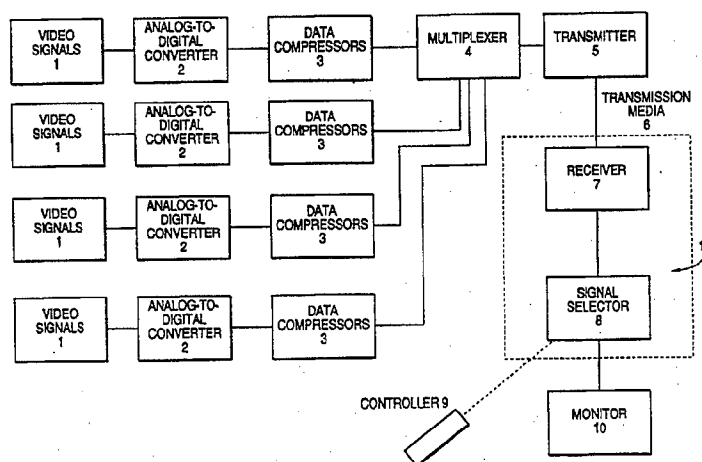 VIDEO
SIGNALS
1
ANALOG-TO-
DIGITAL
CONVERTER
2
DATA
COMPRESSORS
3
MULTIPLEXER
4
TRANSMITTER
5
VIDEO
SIGNALS
1
ANALOG-TO-
DIGITAL
CONVERTER
2
DATA
COMPRESSORS
3
TRANSMISSION
MEDIA
6
RECEIVER
7
VIDEO
SIGNALS
1
ANALOG-TO-
DIGITAL
CONVERTER
2
DATA
COMPRESSORS
3
VIDEO
SIGNALS
1
ANALOG-TO-
DIGITAL
CONVERTER
2
DATA
COMPRESSORS
3
SIGNAL
SELECTOR
8
CONTROLLER 9
MONITOR
10